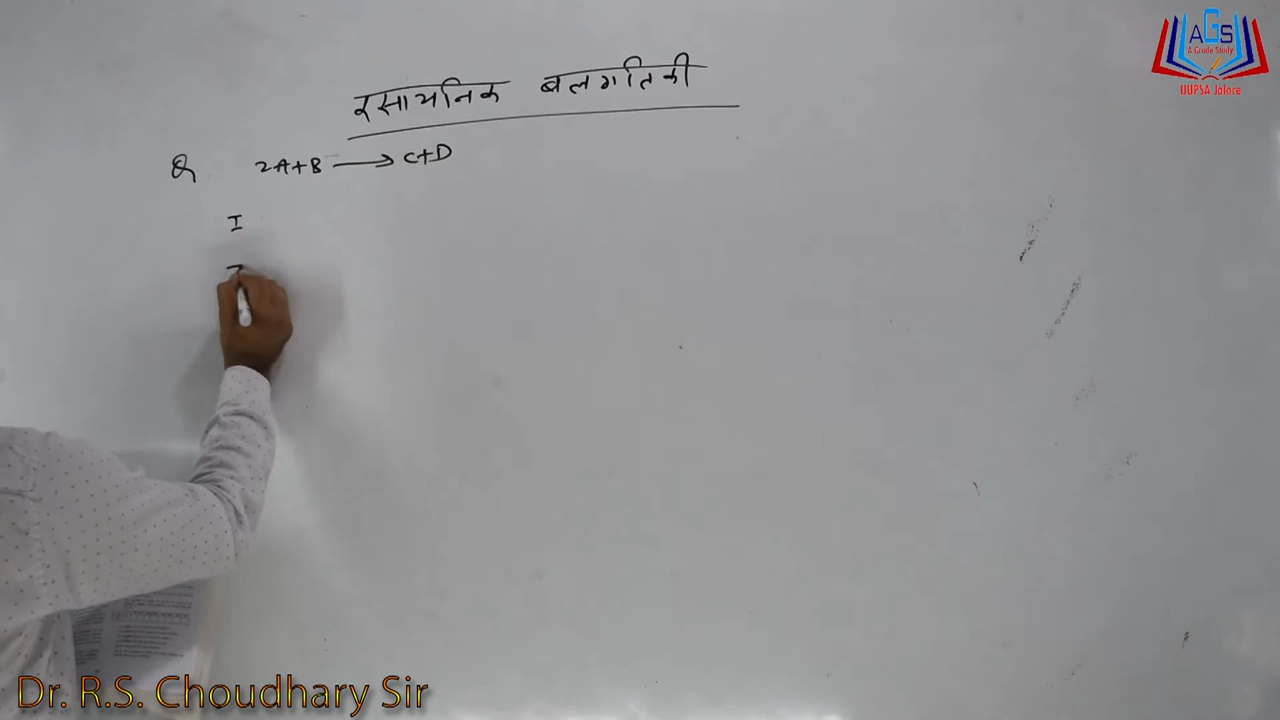 रसायनिक बलगतिकी
Q 2A+B → C+D
I
AGS
A Grade Study
UUPSA Jalore
Dr. R.S. Choudhary Sir